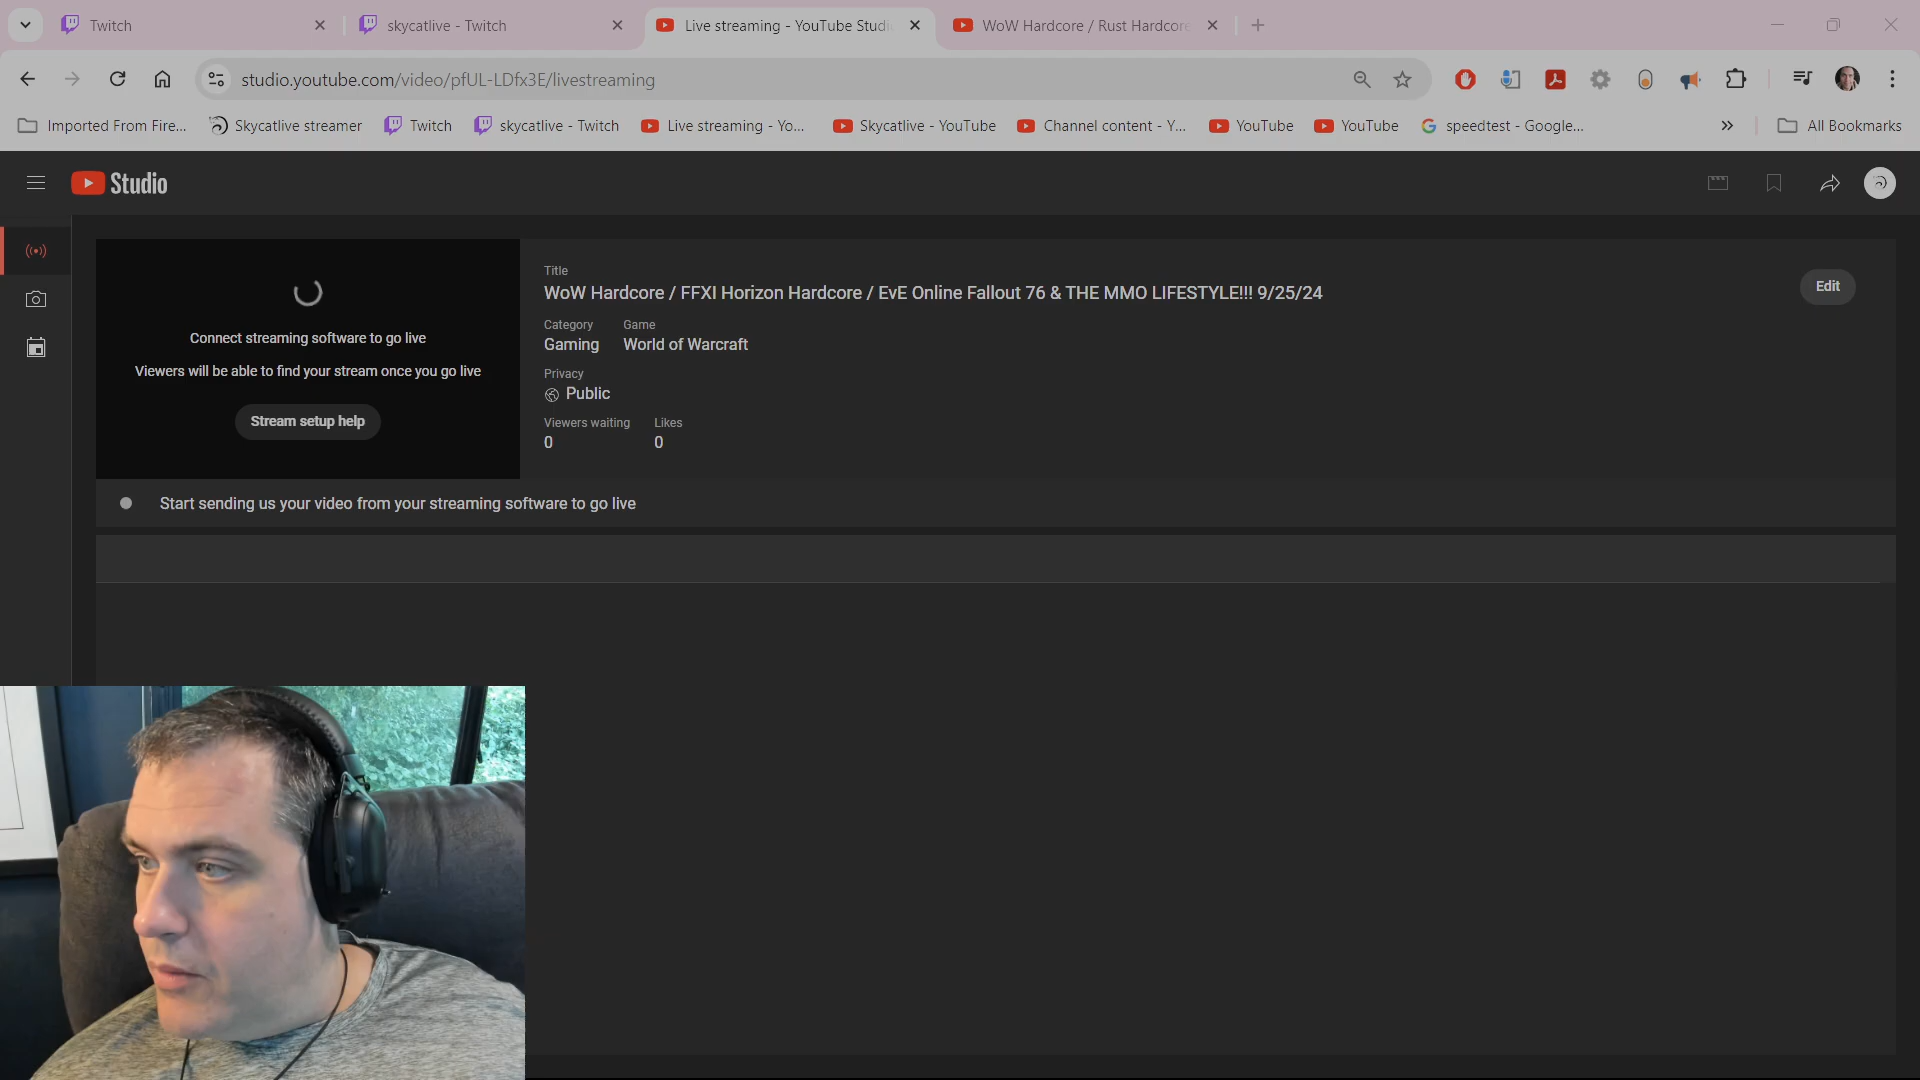 Twitch
skycatlive - Twitch
Live streaming - YouTube Studi
WoW Hardcore / Rust Hardcore
studio.youtube.com/video/pfUL-LDfx3E/livestreaming
Imported From Fire...
Skycatlive streamer
Twitch
skycatlive - Twitch
Live streaming - Yo...
Skycatlive - YouTube
Channel content - Y...
YouTube
YouTube
speedtest - Google...
All Bookmarks
Studio
Connect streaming software to go live
Viewers will be able to find your stream once you go live
Stream setup help
Title
WoW Hardcore / FFXI Horizon Hardcore / EvE Online Fallout 76 & THE MMO LIFESTYLE!!! 9/25/24
Edit
Category Game
Gaming World of Warcraft
Privacy
Public
Viewers waiting Likes
0 0
Start sending us your video from your streaming software to go live